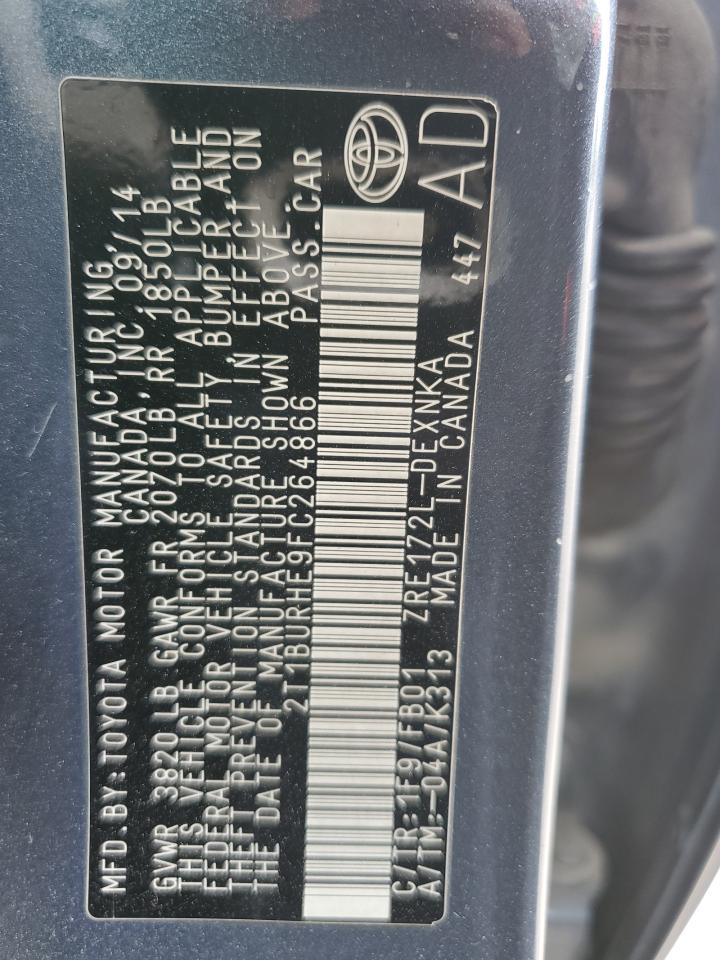 MFD.BY:TOYOTA MOTOR MANUFACTURING,
CANADA,INC.09/14
GVWR 3820 LB GAWR FR 2070LB,RR 1850LB
THIS VEHICLE CONFORMS TO ALL APPLICABLE
FEDERAL MOTOR VEHICLE SAFETY,BUMPER,AND
THEFT PREVENTION STANDARDS IN EFFECT ON
THE DATE OF MANUFACTURE SHOWN ABOVE.
2T1BURHE9FC264866 PASS.CAR
C/TR:1F9/FB01 ZRE172L-DEXNKA
A/TM:-04A/K313 MADE IN CANADA 447
AD